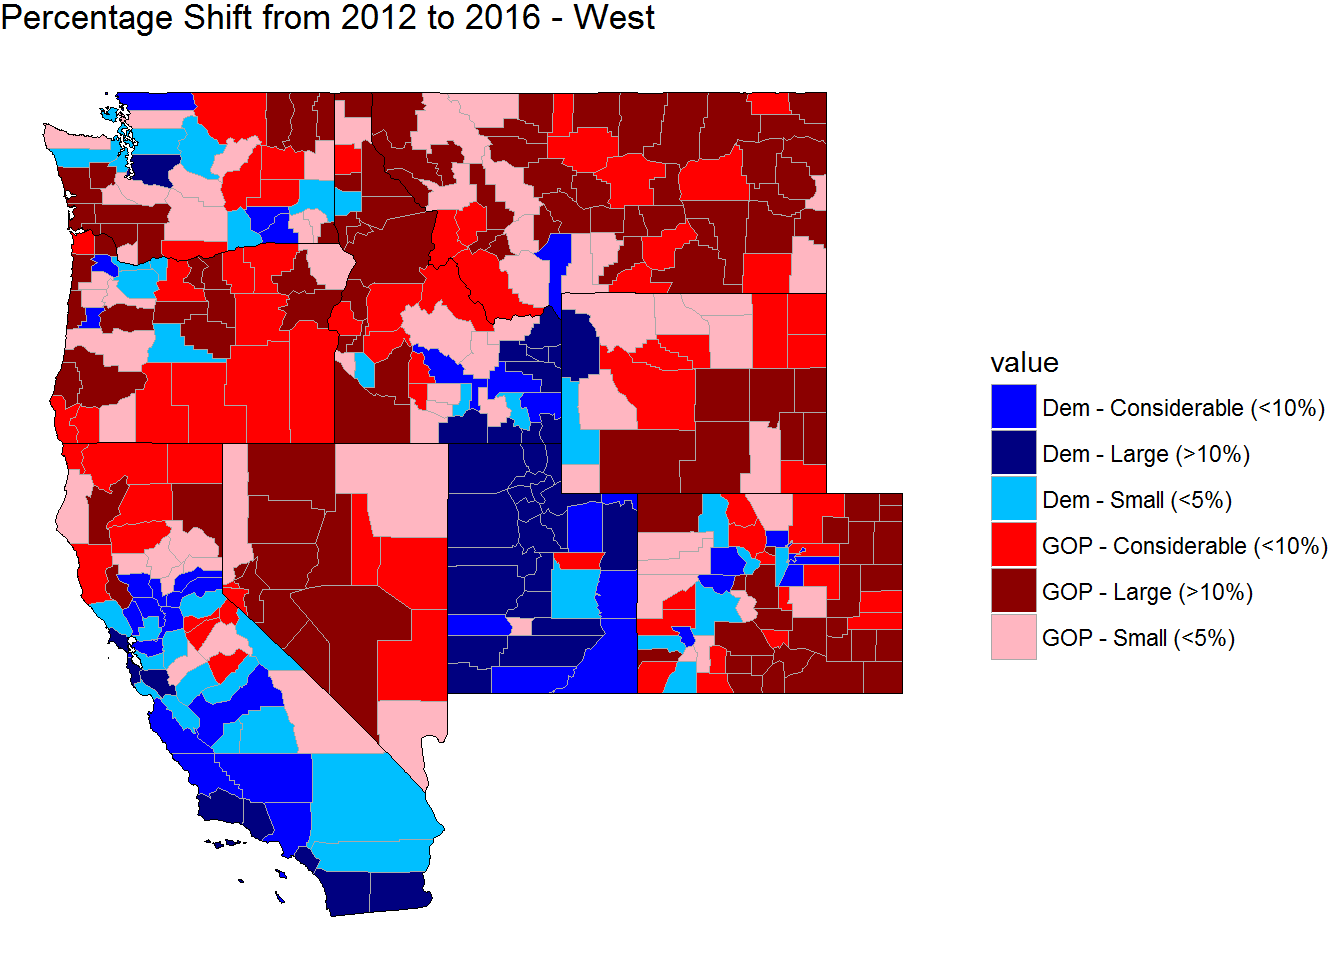 Percentage Shift from 2012 to 2016 - West
value
Dem - Considerable (<10%)
Dem - Large (>10%)
Dem - Small (<5%)
GOP - Considerable (<10%)
GOP - Large (>10%)
GOP - Small (<5%)